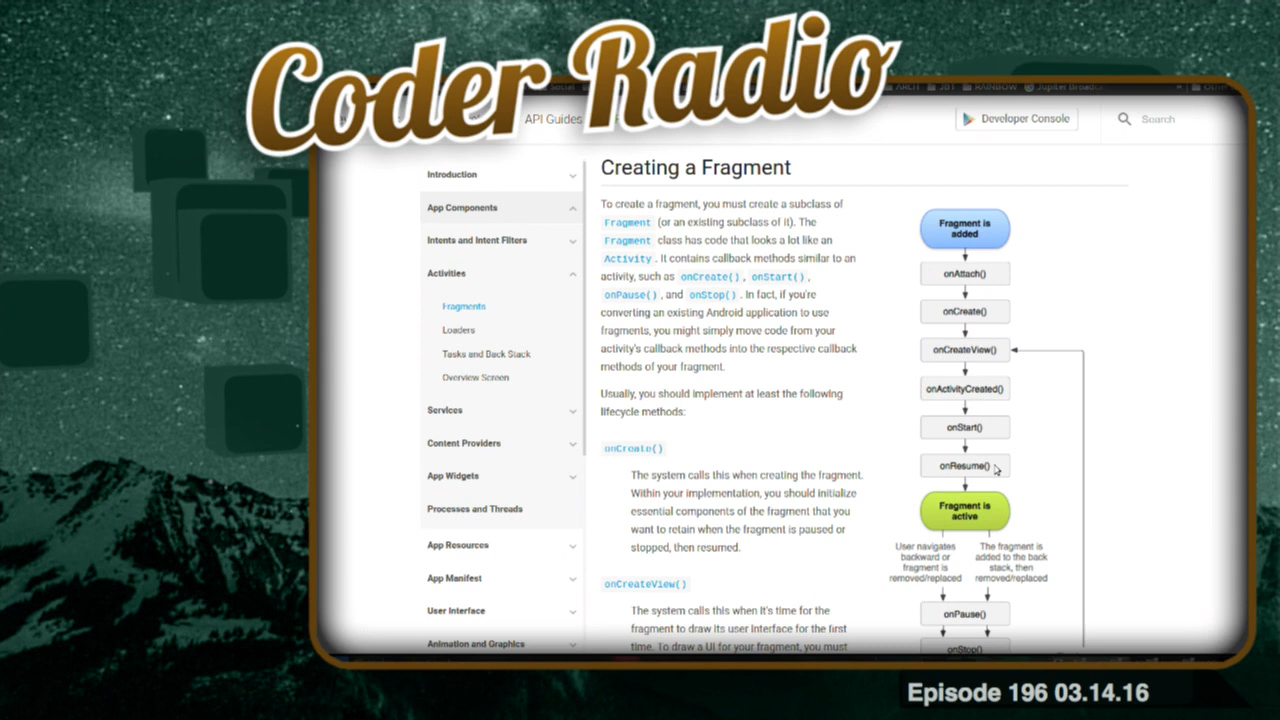 Coder Radio
Social
ARCH
JBT
RAINBOW
Jupiter Broadc
API Guides
Developer Console
Search
Introduction
App Components
Intents and Intent Filters
Activities
Fragments
Loaders
Tasks and Back Stack
Overview Screen
Services
Content Providers
App Widgets
Processes and Threads
App Resources
App Manifest
User Interface
Animation and Graphics
Creating a Fragment
To create a fragment, you must create a subclass of
Fragment (or an existing subclass of it). The
Fragment class has code that looks a lot like an
Activity. It contains callback methods similar to an
activity, such as onCreate(), onStart(),
onPause(), and onStop(). In fact, if you're
converting an existing Android application to use
fragments, you might simply move code from your
activity's callback methods into the respective callback
methods of your fragment.
Usually, you should implement at least the following
lifecycle methods:
onCreate()
The system calls this when creating the fragment.
Within your implementation, you should initialize
essential components of the fragment that you
want to retain when the fragment is paused or
stopped, then resumed.
onCreateView()
The system calls this when it's time for the
fragment to draw its user interface for the first
time. To draw a UI for your fragment, you must
Fragment is
added
onAttach()
onCreate()
onCreateView()
onActivityCreated()
onStart()
onResume()
Fragment is
active
User navigates
backward or
fragment is
removed/replaced
The fragment is
added to the back
stack, then
removed/replaced
onPause()
onStop()
Episode 196 03.14.16